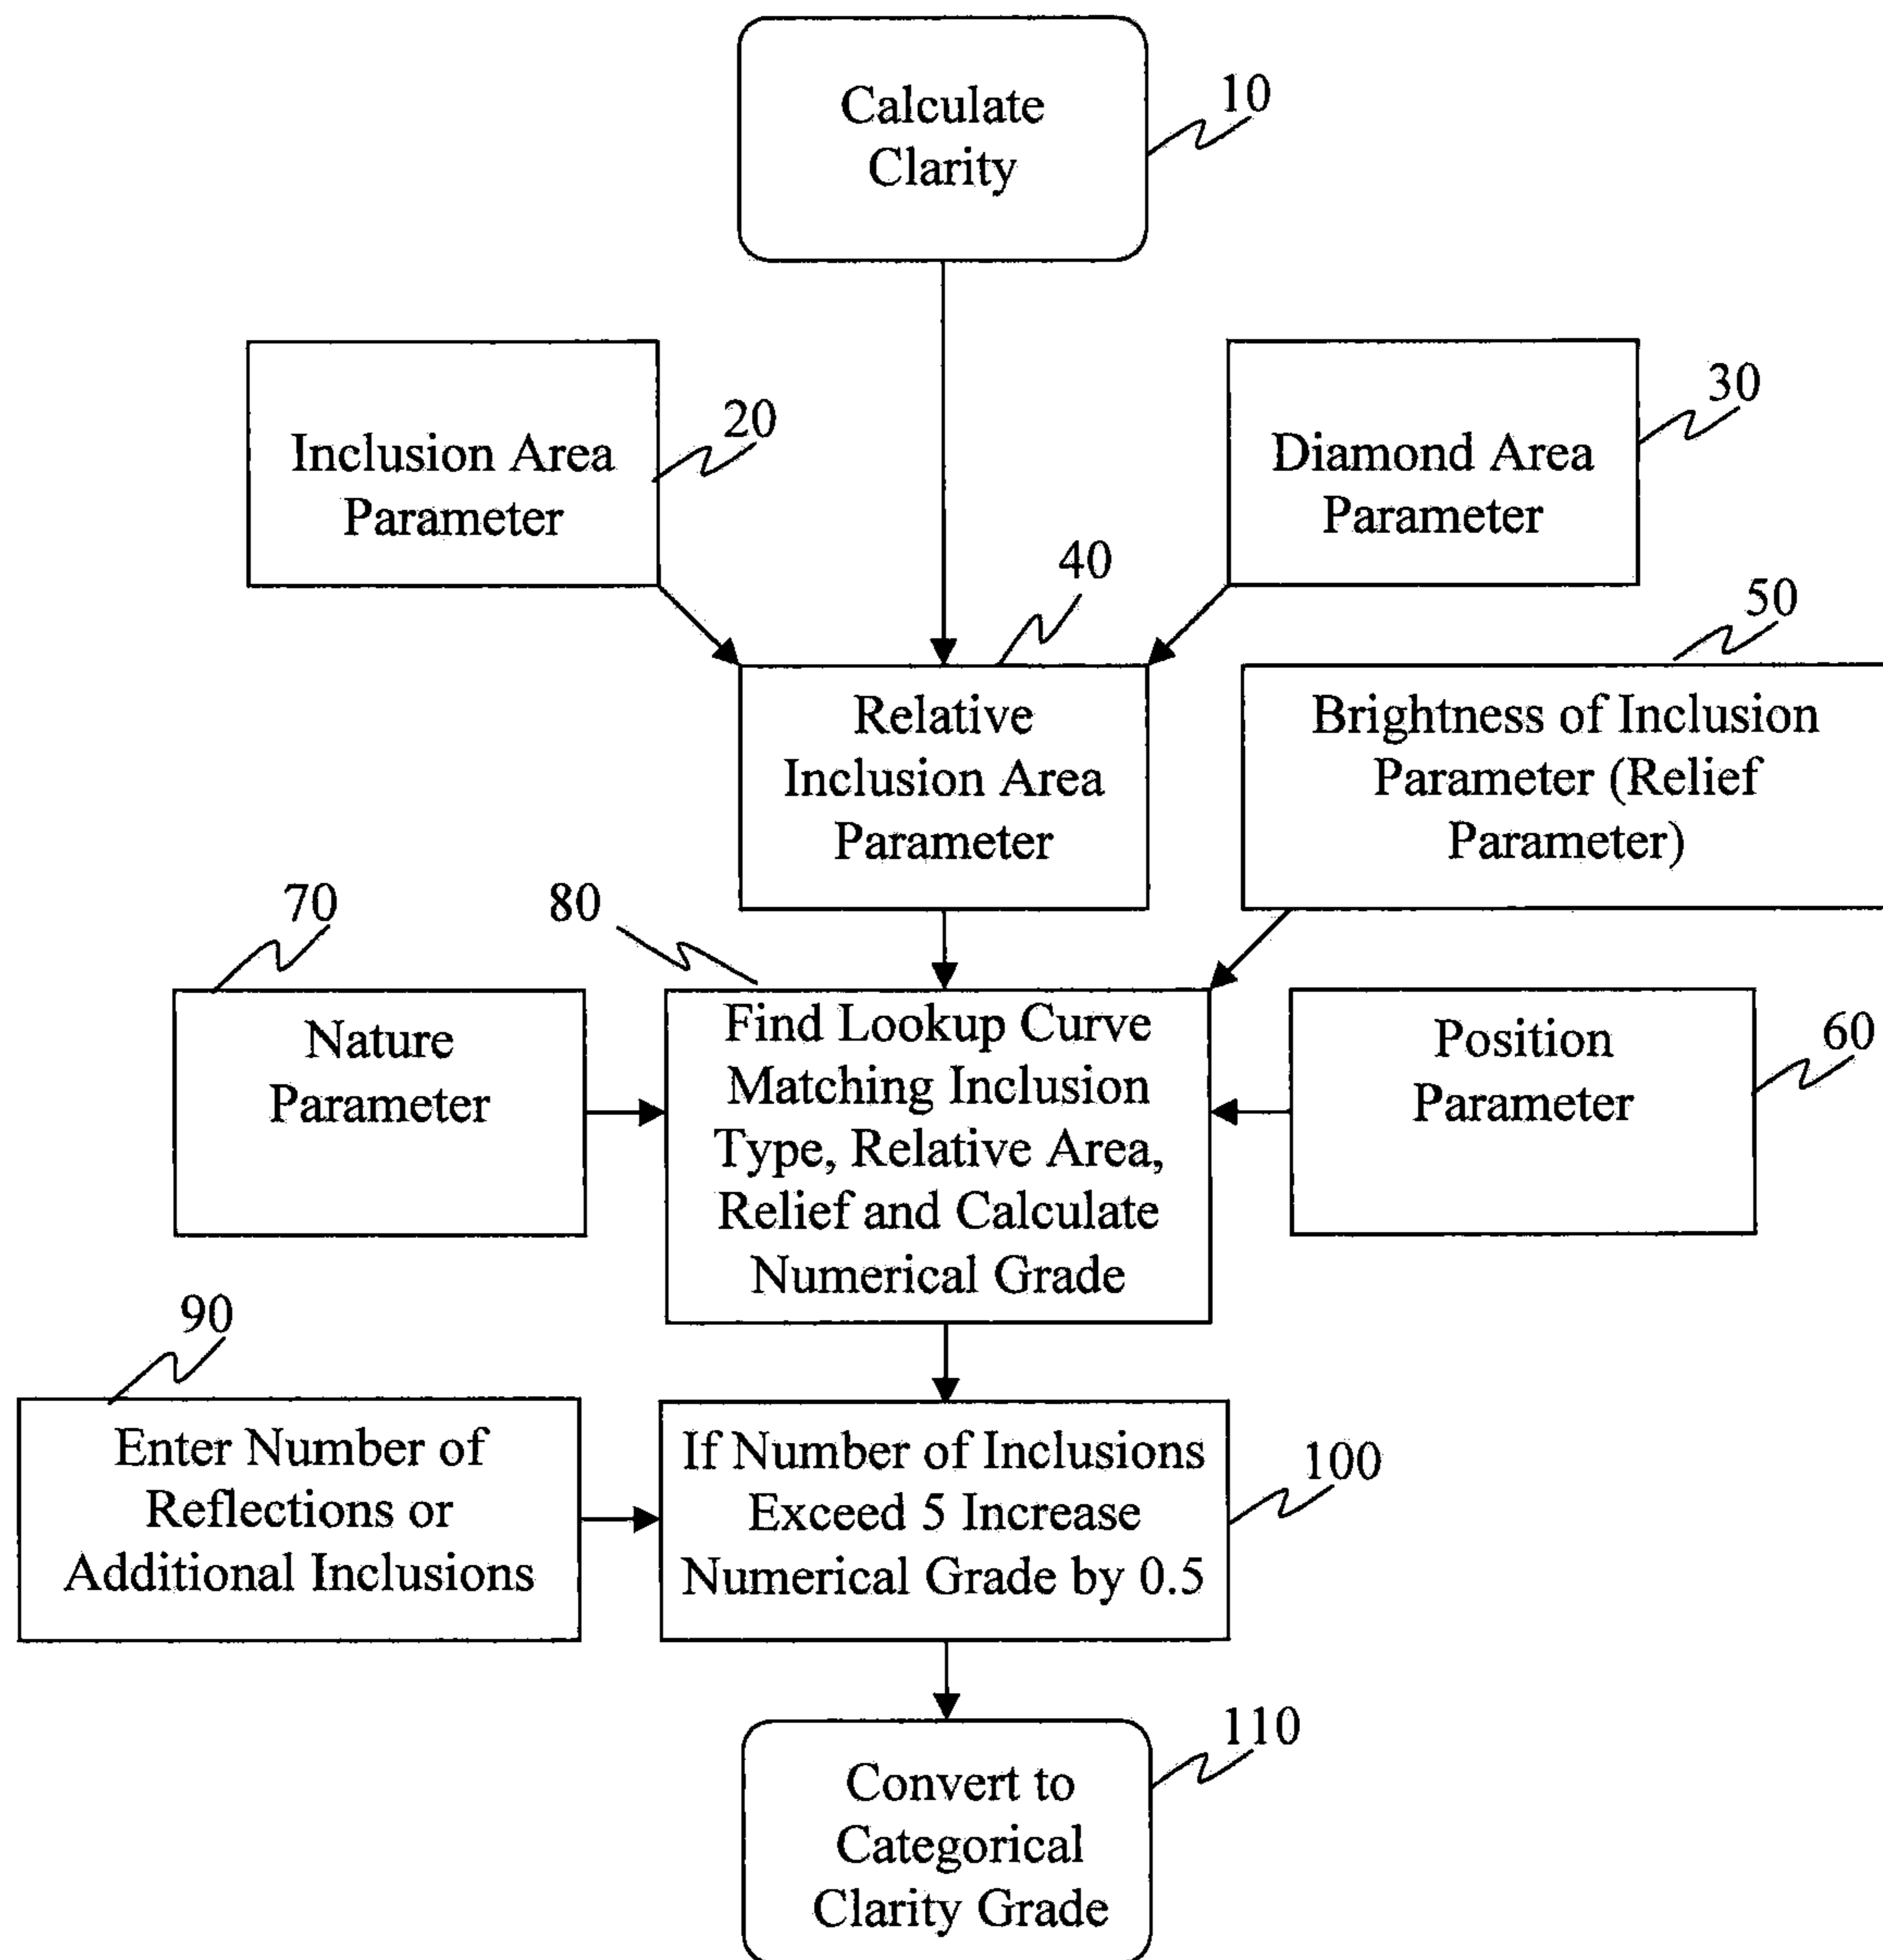 Calculate
Clarity
10
Inclusion Area
Parameter
20
Diamond Area
Parameter
30
40
Relative
Inclusion Area
Parameter
50
Brightness of Inclusion
Parameter (Relief
Parameter)
70
Nature
Parameter
80
Find Lookup Curve
Matching Inclusion
Type, Relative Area,
Relief and Calculate
Numerical Grade
Position
Parameter
60
90
Enter Number of
Reflections or
Additional Inclusions
If Number of Inclusions
Exceed 5 Increase
Numerical Grade by 0.5
100
Convert to
Categorical
Clarity Grade
110